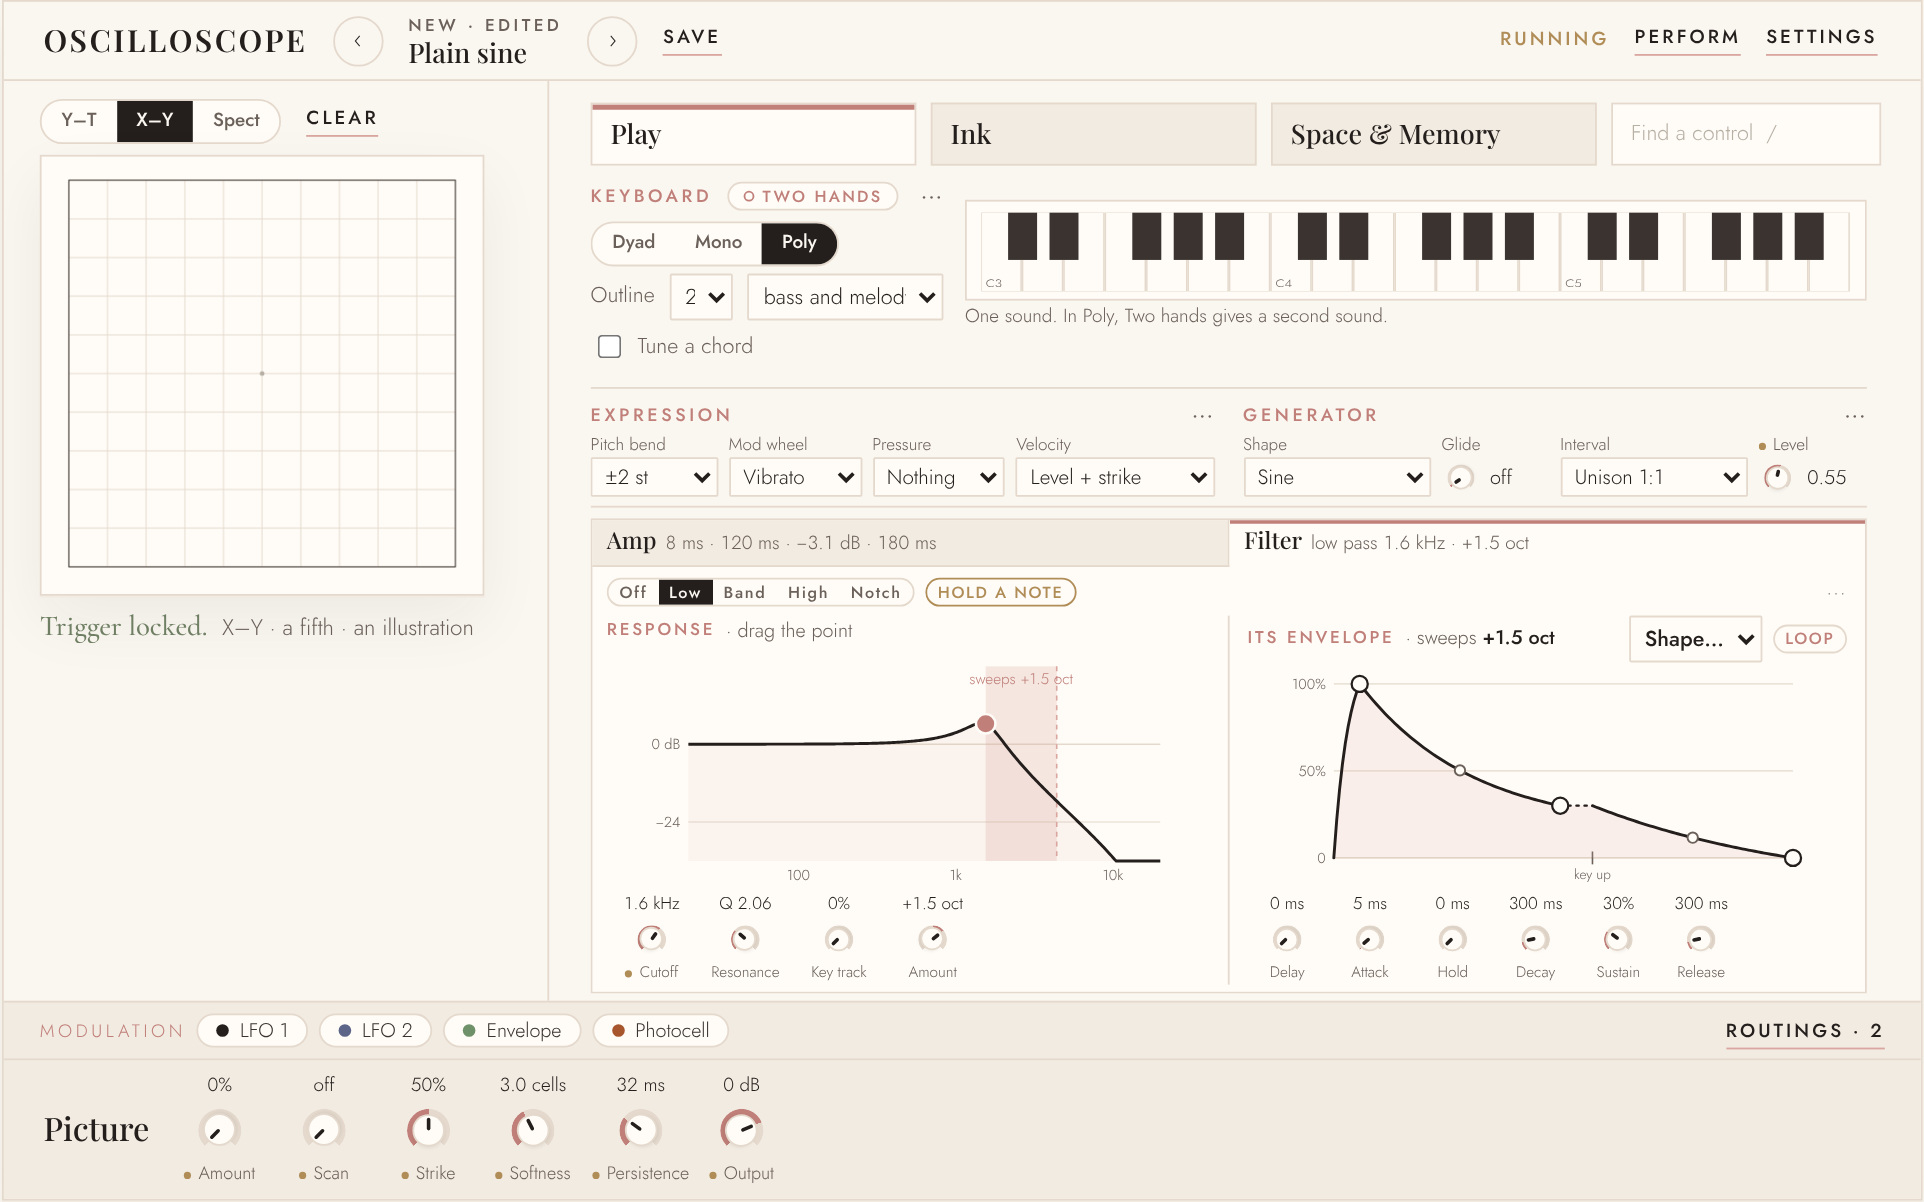 OSCILLOSCOPE
‹
NEW · EDITED
Plain sine
›
SAVE
RUNNING
PERFORM
SETTINGS
Y–T X–Y Spect
CLEAR
Trigger locked. X–Y · a fifth · an illustration
Play
Ink
Space & Memory
Find a control /
KEYBOARD
TWO HANDS
···
Dyad Mono Poly
Outline 2 bass and melod
Tune a chord
C3 C4 C5
One sound. In Poly, Two hands gives a second sound.
EXPRESSION ···
Pitch bend Mod wheel Pressure Velocity
±2 st Vibrato Nothing Level + strike
GENERATOR ···
Shape Glide Interval Level
Sine off Unison 1:1 0.55
Amp 8 ms · 120 ms · −3.1 dB · 180 ms
Filter low pass 1.6 kHz · +1.5 oct
Off Low Band High Notch HOLD A NOTE ···
RESPONSE · drag the point
sweeps +1.5 oct
0 dB
−24
100 1k 10k
1.6 kHz Q 2.06 0% +1.5 oct
Cutoff Resonance Key track Amount
ITS ENVELOPE · sweeps +1.5 oct Shape... LOOP
100%
50%
0
key up
0 ms 5 ms 0 ms 300 ms 30% 300 ms
Delay Attack Hold Decay Sustain Release
MODULATION LFO 1 LFO 2 Envelope Photocell ROUTINGS · 2
0% off 50% 3.0 cells 32 ms 0 dB
Picture
Amount Scan Strike Softness Persistence Output